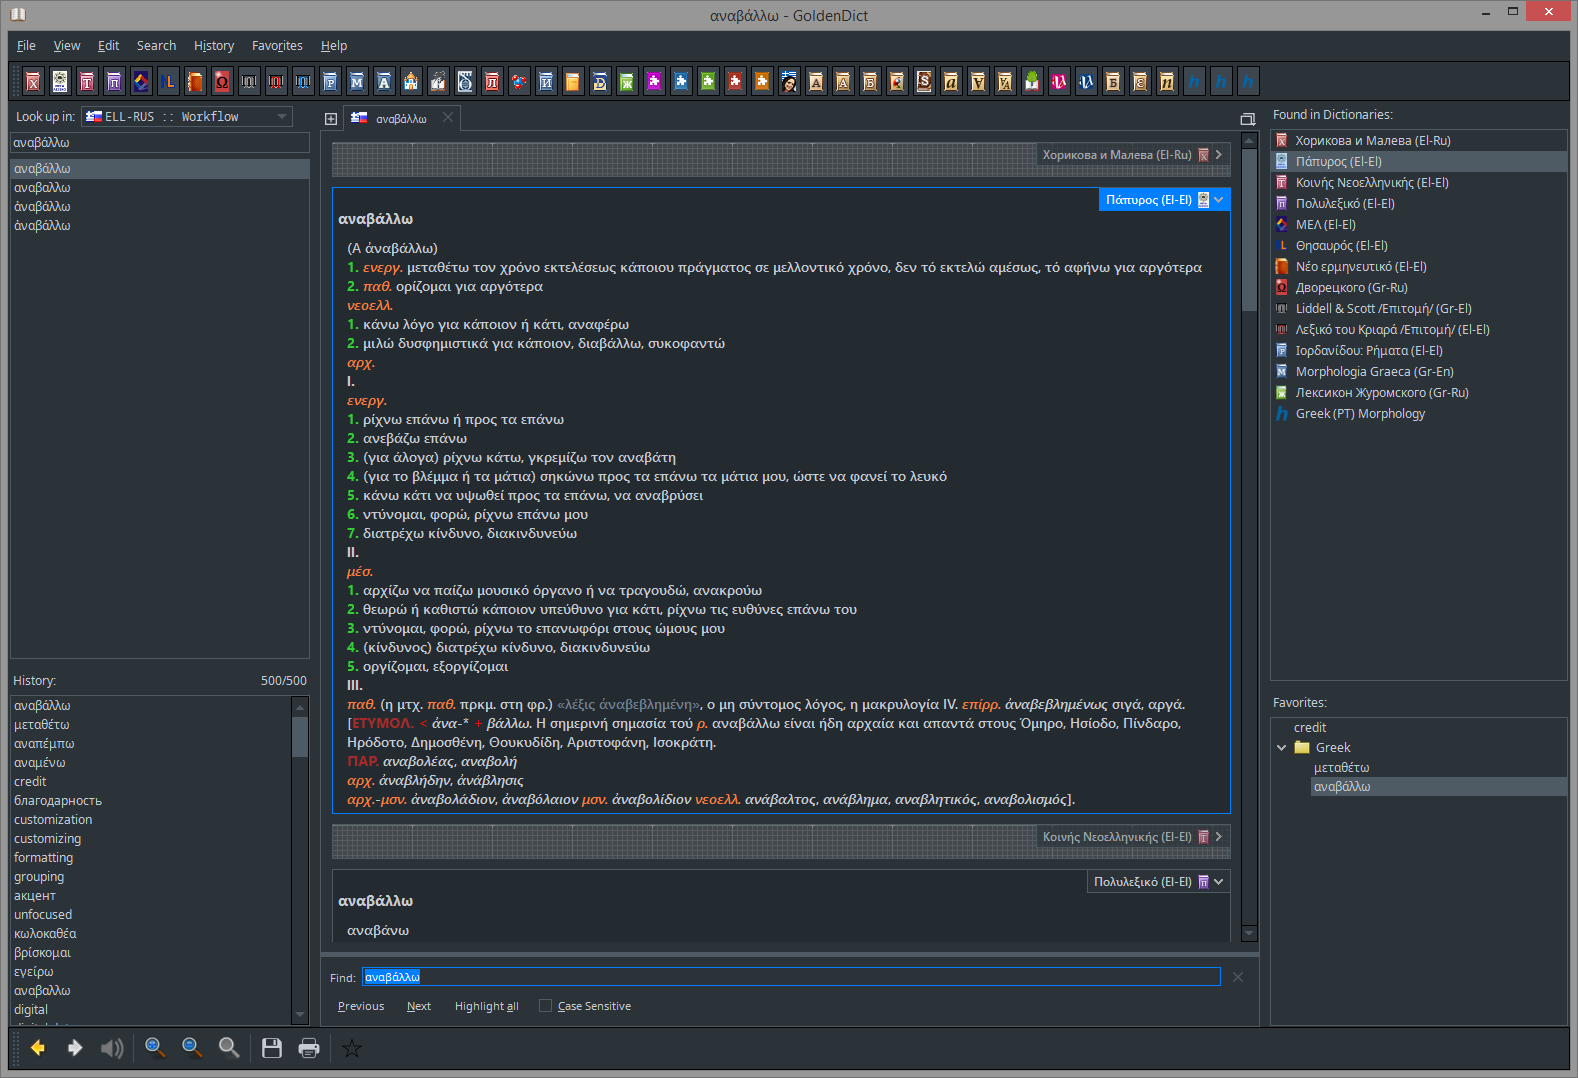 αναβάλλω - GoldenDict
File View Edit Search History Favorites Help
Look up in: ELL-RUS :: Workflow
αναβάλλω
αναβάλλω
αναβαλλω
ἀναβάλλω
ἀναβάλλω
History: 500/500
αναβάλλω
μεταθέτω
αναπέμπω
αναμένω
credit
благодарность
customization
customizing
formatting
grouping
акцент
unfocused
κωλοκαθέα
βρίσκομαι
εγείρω
αναβαλλω
digital
αναβάλλω
Хорикова и Малева (El-Ru)
Πάπυρος (El-El)
αναβάλλω
(Α ἀναβάλλω)
1. ενεργ. μεταθέτω τον χρόνο εκτελέσεως κάποιου πράγματος σε μελλοντικό χρόνο, δεν τό εκτελώ αμέσως, τό αφήνω για αργότερα
2. παθ. ορίζομαι για αργότερα
νεοελλ.
1. κάνω λόγο για κάποιον ή κάτι, αναφέρω
2. μιλώ δυσφημιστικά για κάποιον, διαβάλλω, συκοφαντώ
αρχ.
I.
ενεργ.
1. ρίχνω επάνω ή προς τα επάνω
2. ανεβάζω επάνω
3. (για άλογα) ρίχνω κάτω, γκρεμίζω τον αναβάτη
4. (για το βλέμμα ή τα μάτια) σηκώνω προς τα επάνω τα μάτια μου, ώστε να φανεί το λευκό
5. κάνω κάτι να υψωθεί προς τα επάνω, να αναβρύσει
6. ντύνομαι, φορώ, ρίχνω επάνω μου
7. διατρέχω κίνδυνο, διακινδυνεύω
II.
μέσ.
1. αρχίζω να παίζω μουσικό όργανο ή να τραγουδώ, ανακρούω
2. θεωρώ ή καθιστώ κάποιον υπεύθυνο για κάτι, ρίχνω τις ευθύνες επάνω του
3. ντύνομαι, φορώ, ρίχνω το επανωφόρι στους ώμους μου
4. (κίνδυνος) διατρέχω κίνδυνο, διακινδυνεύω
5. οργίζομαι, εξοργίζομαι
III.
παθ. (η μτχ. παθ. πρκμ. στη φρ.) «λέξις ἀναβεβλημένη», ο μη σύντομος λόγος, η μακρυλογία IV. επίρρ. ἀναβεβλημένως σιγά, αργά.
[ΕΤΥΜΟΛ. < ἀνα-* + βάλλω. Η σημερινή σημασία τού ρ. αναβάλλω είναι ήδη αρχαία και απαντά στους Όμηρο, Ησίοδο, Πίνδαρο,
Ηρόδοτο, Δημοσθένη, Θουκυδίδη, Αριστοφάνη, Ισοκράτη.
ΠΑΡ. αναβολέας, αναβολή
αρχ. ἀναβλήδην, ἀνάβλησις
αρχ.-μσν. ἀναβολάδιον, ἀναβόλαιον μσν. ἀναβολίδιον νεοελλ. ανάβαλτος, ανάβλημα, αναβλητικός, αναβολισμός].
Κοινής Νεοελληνικής (El-El)
Πολυλεξικό (El-El)
αναβάλλω
αναβάνω
Find: αναβάλλω
Previous Next Highlight all Case Sensitive
Found in Dictionaries:
Хорикова и Малева (El-Ru)
Πάπυρος (El-El)
Κοινής Νεοελληνικής (El-El)
Πολυλεξικό (El-El)
ΜΕΛ (El-El)
Θησαυρός (El-El)
Νέο ερμηνευτικό (El-El)
Дворецкого (Gr-Ru)
Liddell & Scott /Επιτομή/ (Gr-El)
Λεξικό του Κριαρά /Επιτομή/ (El-El)
Ιορδανίδου: Ρήματα (El-El)
Morphologia Graeca (Gr-En)
Лексикон Журомского (Gr-Ru)
Greek (PT) Morphology
Favorites:
credit
Greek
μεταθέτω
αναβάλλω